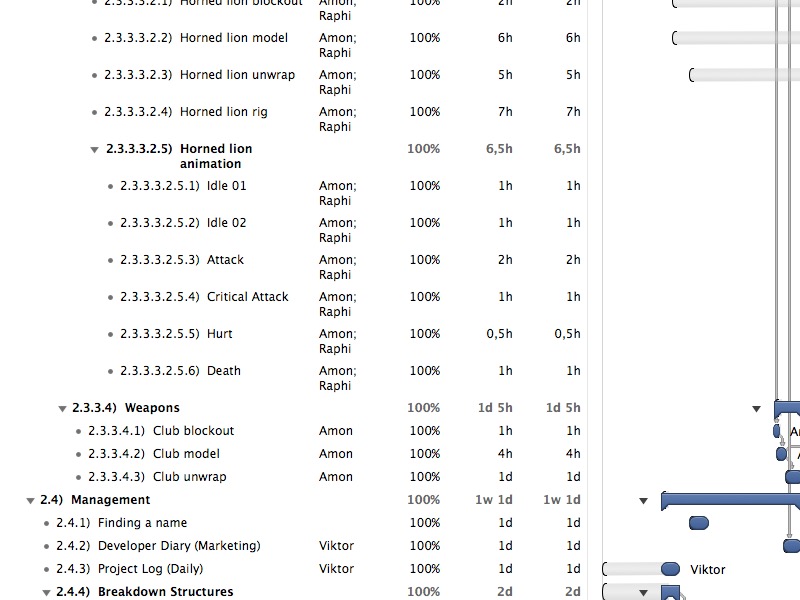 2.3.3.3.2.1) Horned lion blockout Amon; 100% 2h 2h
Raphi
2.3.3.3.2.2) Horned lion model Amon; 100% 6h 6h
Raphi
2.3.3.3.2.3) Horned lion unwrap Amon; 100% 5h 5h
Raphi
2.3.3.3.2.4) Horned lion rig Amon; 100% 7h 7h
Raphi
2.3.3.3.2.5) Horned lion 100% 6,5h 6,5h
animation
2.3.3.3.2.5.1) Idle 01 Amon; 100% 1h 1h
Raphi
2.3.3.3.2.5.2) Idle 02 Amon; 100% 1h 1h
Raphi
2.3.3.3.2.5.3) Attack Amon; 100% 2h 2h
Raphi
2.3.3.3.2.5.4) Critical Attack Amon; 100% 1h 1h
Raphi
2.3.3.3.2.5.5) Hurt Amon; 100% 0,5h 0,5h
Raphi
2.3.3.3.2.5.6) Death Amon; 100% 1h 1h
Raphi
2.3.3.4) Weapons 100% 1d 5h 1d 5h
2.3.3.4.1) Club blockout Amon 100% 1h 1h
2.3.3.4.2) Club model Amon 100% 4h 4h
2.3.3.4.3) Club unwrap Amon 100% 1d 1d
2.4) Management 100% 1w 1d 1w 1d
2.4.1) Finding a name 100% 1d 1d
2.4.2) Developer Diary (Marketing) Viktor 100% 1d 1d
2.4.3) Project Log (Daily) Viktor 100% 1d 1d Viktor
2.4.4) Breakdown Structures 100% 2d 2d